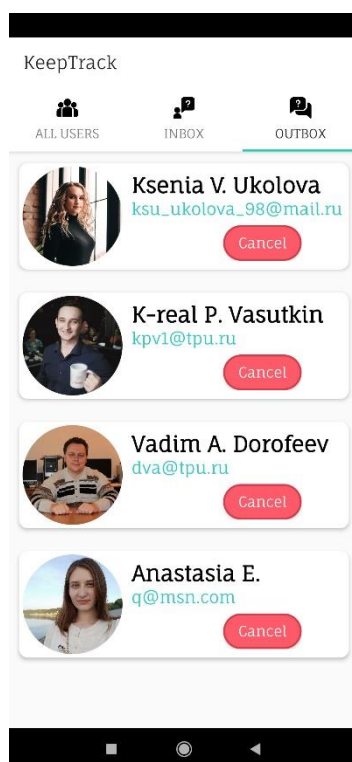 KeepTrack
ALL USERS INBOX OUTBOX
Ksenia V. Ukolova
ksu_ukolova_98@mail.ru
Cancel
K-real P. Vasutkin
kpv1@tpu.ru
Cancel
Vadim A. Dorofeev
dva@tpu.ru
Cancel
Anastasia E.
q@msn.com
Cancel